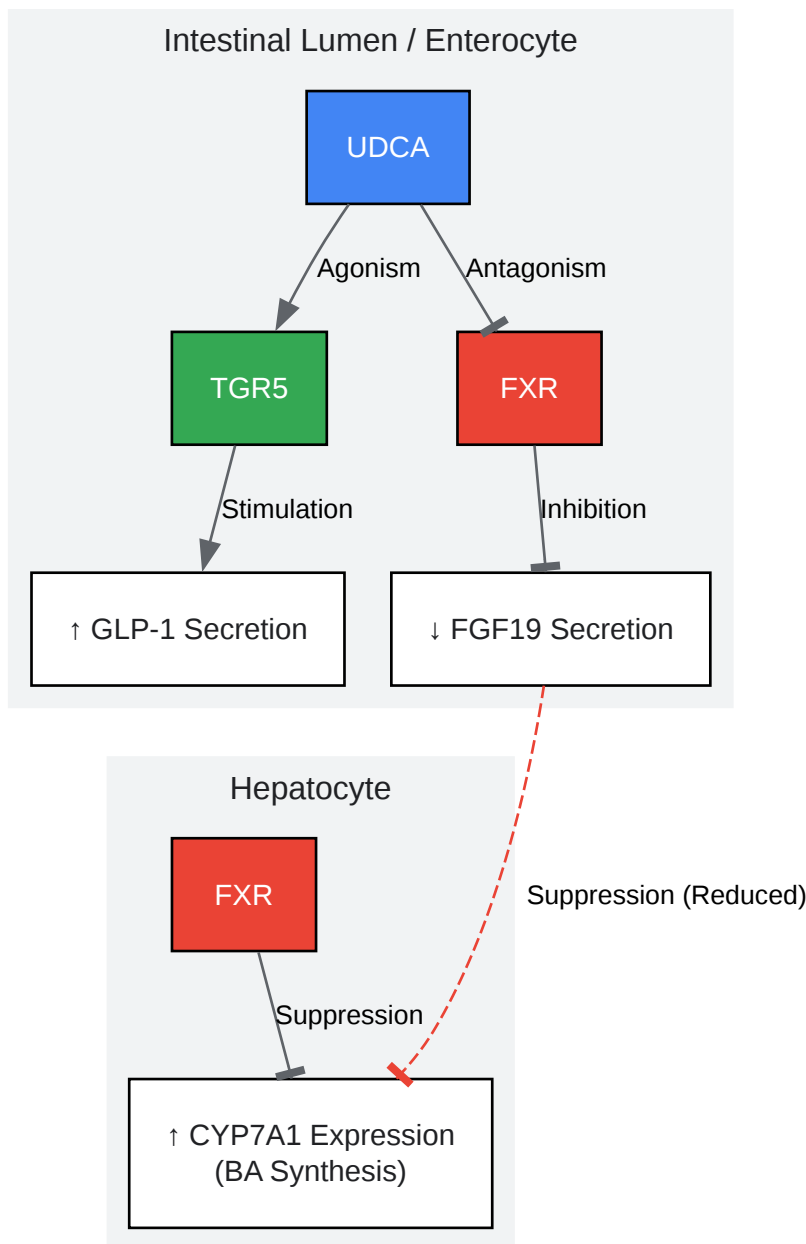 Intestinal Lumen / Enterocyte
UDCA
Agonism
Antagonism
TGR5
FXR
Stimulation
Inhibition
↑ GLP-1 Secretion
↓ FGF19 Secretion
Hepatocyte
FXR
Suppression (Reduced)
Suppression
↑ CYP7A1 Expression
(BA Synthesis)